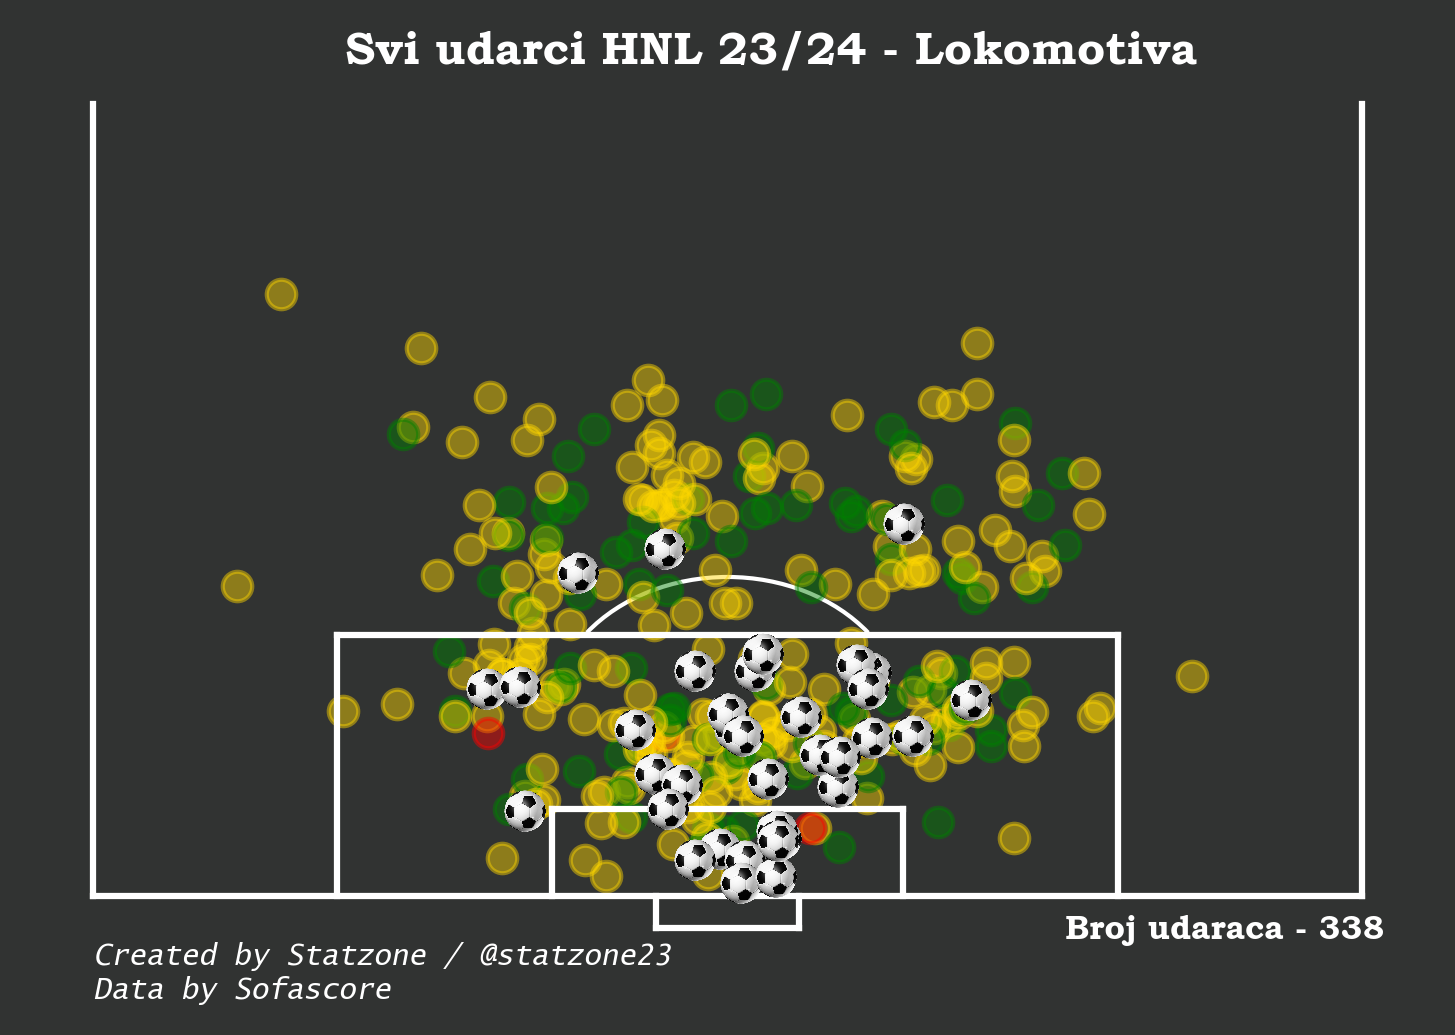 Svi udarci HNL 23/24 - Lokomotiva
Broj udaraca - 338
Created by Statzone / @statzone23
Data by Sofascore